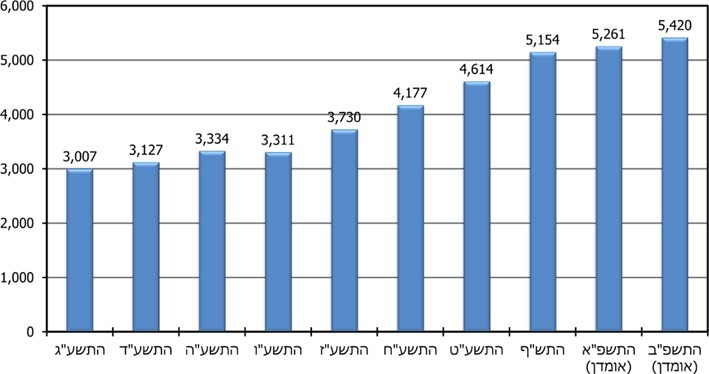 6,000
5,000
4,000
3,000
2,000
1,000
0
3,007
3,127
3,334
3,311
3,730
4,177
4,614
5,154
5,261
5,420
התשע"ג
התשע"ד
התשע"ה
התשע"ו
התשע"ז
התשע"ח
התשע"ט
התש"ף
התשפ"א
(אומדן)
התשפ"ב
(אומדן)